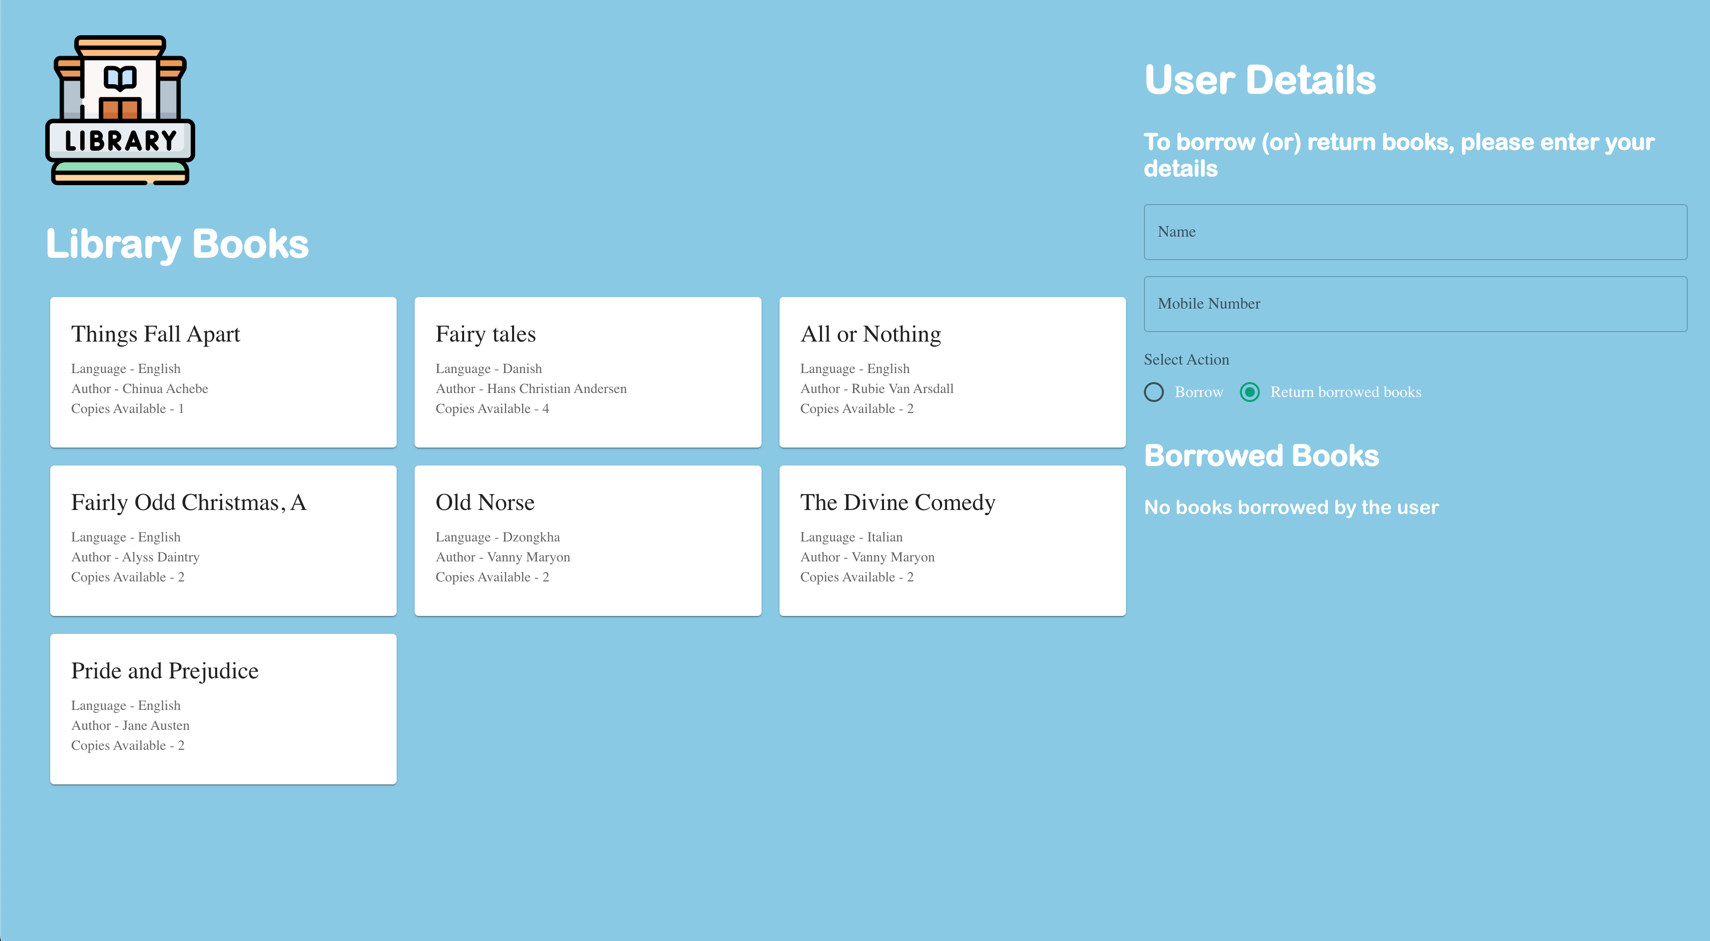 LIBRARY
Library Books
Things Fall Apart
Language - English
Author - Chinua Achebe
Copies Available - 1
Fairy tales
Language - Danish
Author - Hans Christian Andersen
Copies Available - 4
All or Nothing
Language - English
Author - Rubie Van Arsdall
Copies Available - 2
Fairly Odd Christmas, A
Language - English
Author - Alyss Daintry
Copies Available - 2
Old Norse
Language - Dzongkha
Author - Vanny Maryon
Copies Available - 2
The Divine Comedy
Language - Italian
Author - Vanny Maryon
Copies Available - 2
Pride and Prejudice
Language - English
Author - Jane Austen
Copies Available - 2
User Details
To borrow (or) return books, please enter your
details
Name
Mobile Number
Select Action
Borrow Return borrowed books
Borrowed Books
No books borrowed by the user